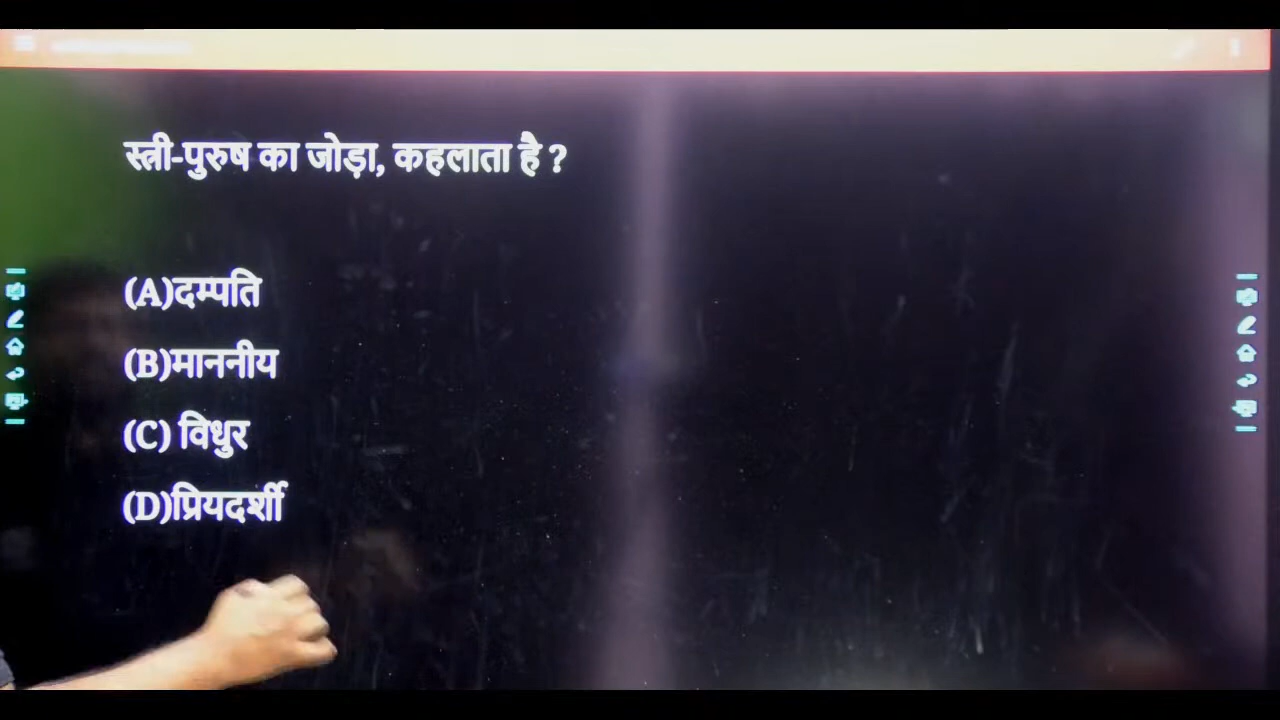 स्त्री-पुरुष का जोड़ा, कहलाता है ?
(A)दम्पति
(B)माननीय
(C) विधुर
(D)प्रियदर्शी